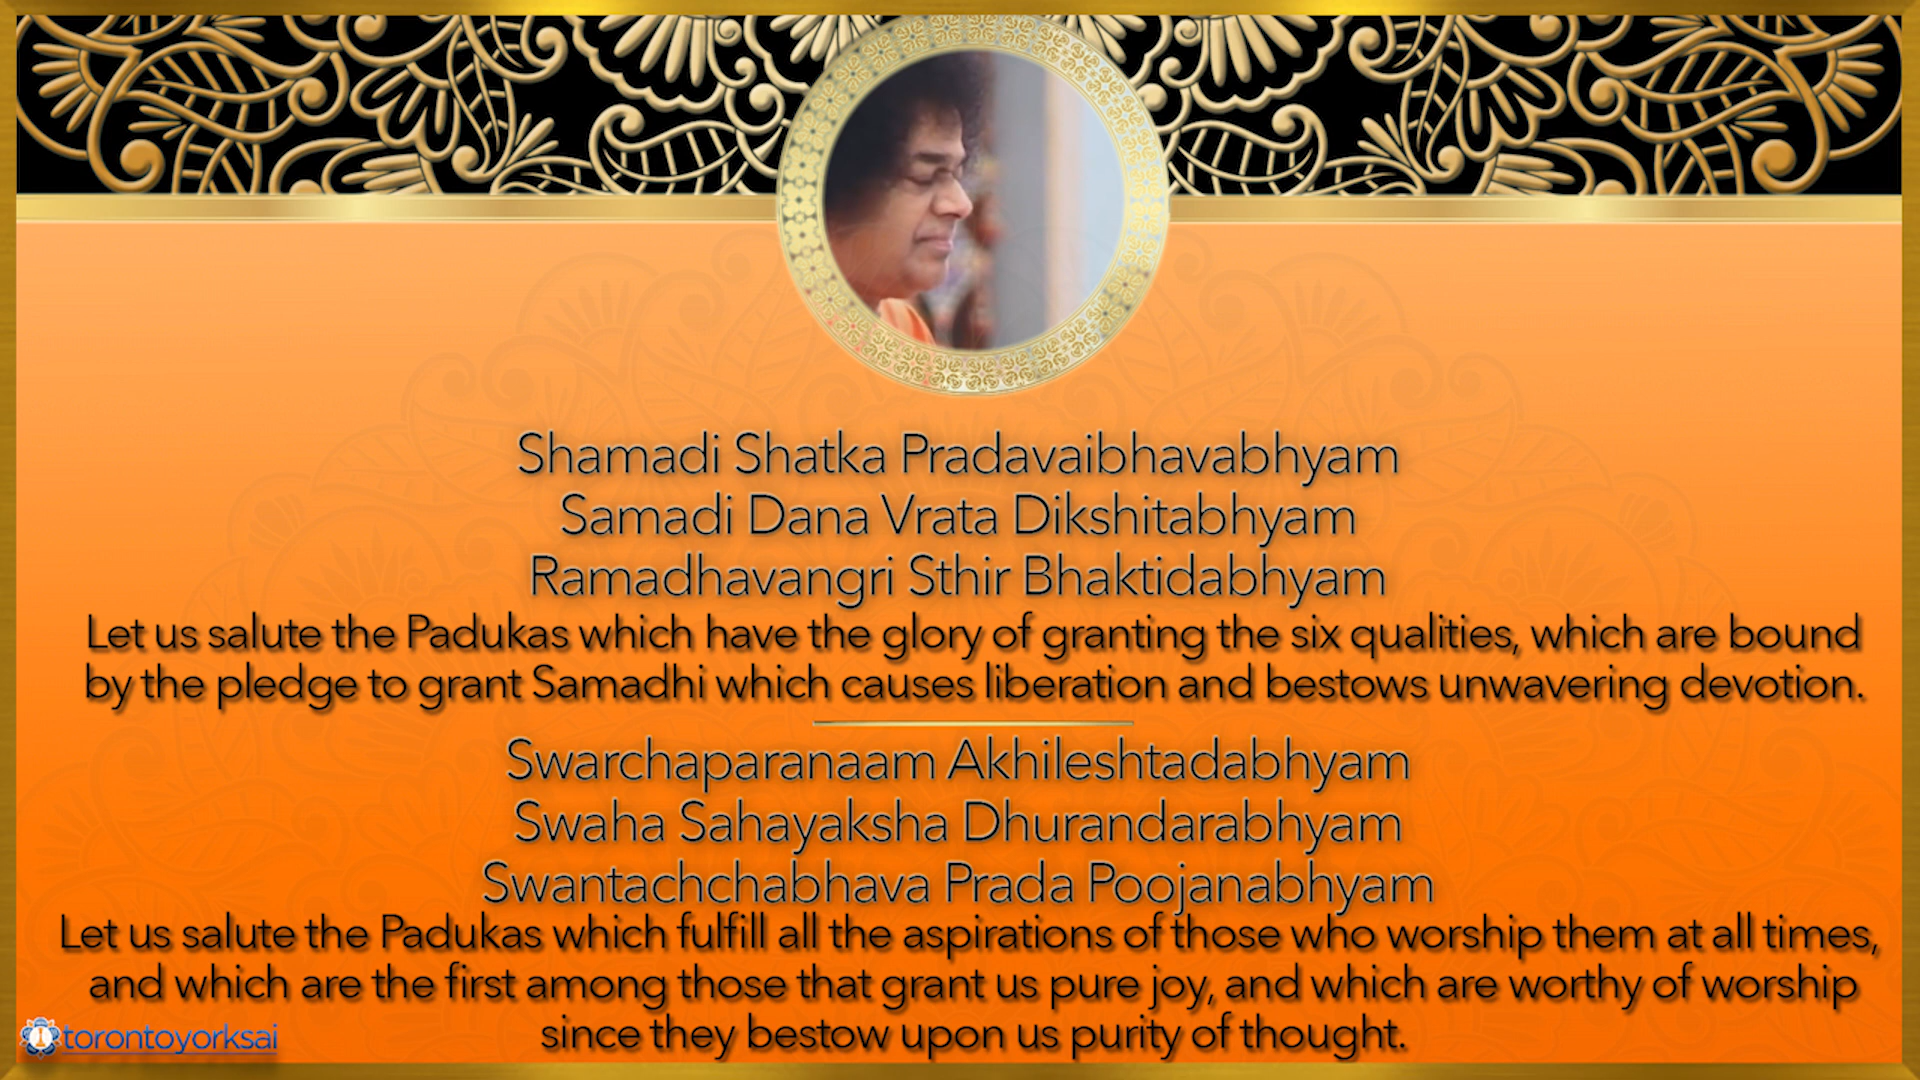 Shamadi Shatka Pradavaibhavabhyam
Samadi Dana Vrata Dikshitabhyam
Ramadhavangri Sthir Bhaktidabhyam
Let us salute the Padukas which have the glory of granting the six qualities, which are bound
by the pledge to grant Samadhi which causes liberation and bestows unwavering devotion.
Swarchaparanaam Akhileshtadabhyam
Swaha Sahayaksha Dhurandarabhyam
Swantachchabhava Prada Poojanabhyam
Let us salute the Padukas which fulfill all the aspirations of those who worship them at all times,
and which are the first among those that grant us pure joy, and which are worthy of worship
since they bestow upon us purity of thought.
torontoyorksai